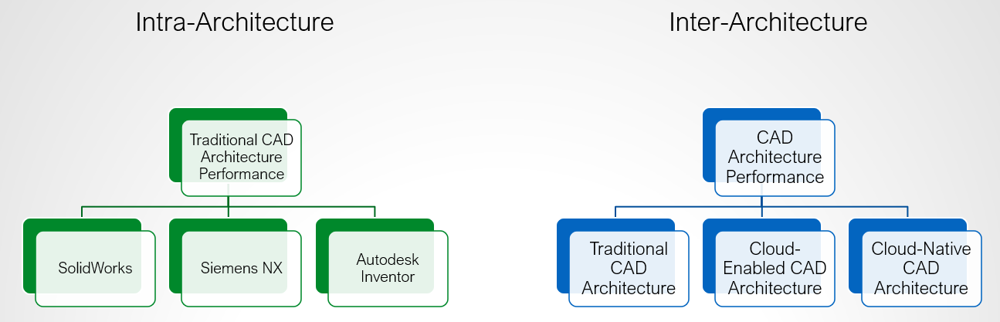 Intra-Architecture
Inter-Architecture
Traditional CAD
Architecture
Performance
SolidWorks
Siemens NX
Autodesk
Inventor
CAD
Architecture
Performance
Traditional
CAD
Architecture
Cloud-
Enabled CAD
Architecture
Cloud-Native
CAD
Architecture